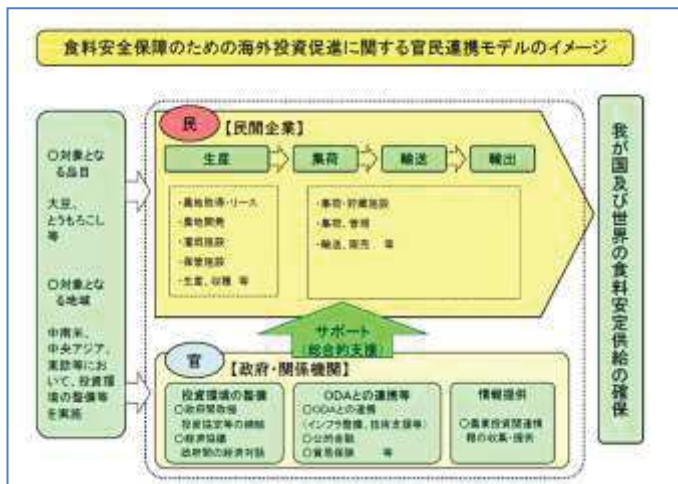 食料安全保障のための海外投資促進に関する官民連携モデルのイメージ
○対象とな
る品目
大豆、
とうもろこし
等
○対象とな
る地域
中南米、
中央アジア、
東欧等にお
いて、投資環
境の整備等
を実施
民
【民間企業】
生産
集荷
輸送
輸出
・農地取得・リース
・農地開発
・灌漑施設
・保管施設
・生産、収穫 等
・集荷・貯蔵施設
・集荷、管理
・輸送、販売 等
サポート
(総合的支援)
官
【政府・関係機関】
投資環境の整備
○政府間取極
投資協定等の締結
○経済協議
政府間の経済対話
ODAとの連携等
○ODAとの連携
(インフラ整備、技術支援等)
○公的金融
○貿易保険 等
情報提供
○農業投資関連情
報の収集・提供
我が国及び世界の食料安定供給の確保